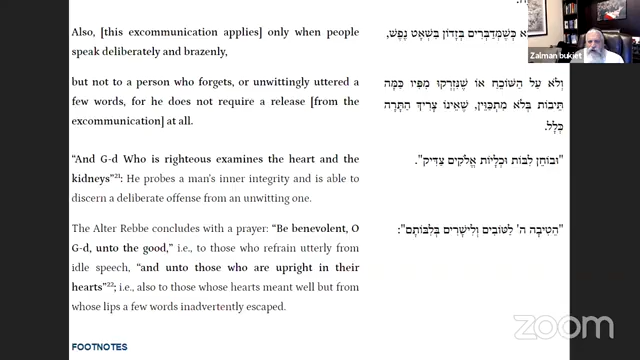 Also, [this excommunication applies] only when people
speak deliberately and brazenly,
א כְּשֶׁמְּדַבְּרִים בְּזָדוֹן בִּשְׁאָט נֶפֶשׁ,
Zalman bukiet
but not to a person who forgets, or unwittingly uttered a
few words, for he does not require a release [from the
excommunication] at all.
וְלֹא עַל הַשּׁוֹכֵחַ אוֹ שֶׁנִּזְרְקוּ מִפִּיו כַּמָּה
תֵּיבוֹת בְּלֹא מִתְכַּוֵּין, שֶׁאֵינוֹ צָרִיךְ הַתָּרָה
כְּלָל.
“And G-d Who is righteous examines the heart and the
kidneys”21: He probes a man’s inner integrity and is able to
discern a deliberate offense from an unwitting one.
"וּבוֹחֵן לִבּוֹת וּכְלָיוֹת אֱלֹקִים צַדִּיק".
The Alter Rebbe concludes with a prayer: “Be benevolent, O
G-d, unto the good,” i.e., to those who refrain utterly from
idle speech, “and unto those who are upright in their
hearts”22; i.e., also to those whose hearts meant well but from
whose lips a few words inadvertently escaped.
"הֵטִיבָה ה' לַטּוֹבִים וְלִישָׁרִים בְּלִבּוֹתָם":
FOOTNOTES
zoom